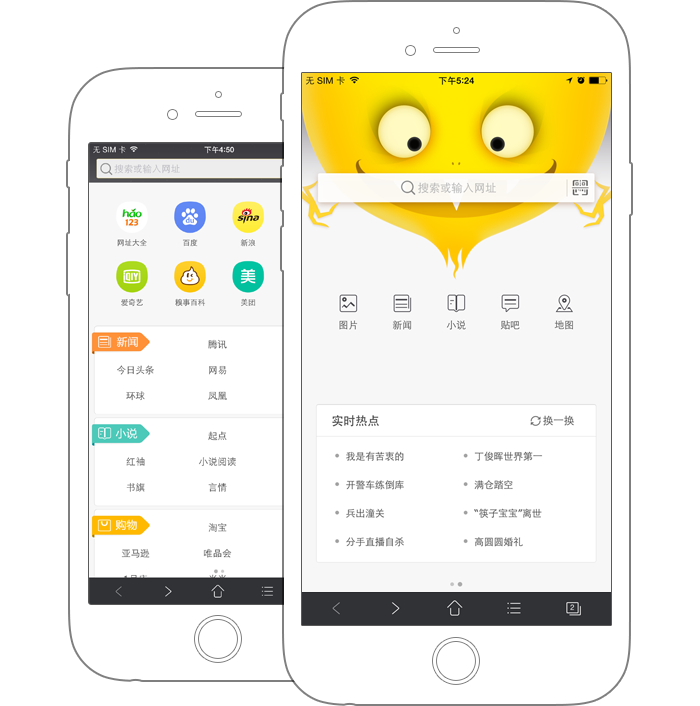 无 SIM 卡 下午4:50
搜索或输入网址
hao
123
du
sina
网址大全 百度 新浪
QIY
美
爱奇艺 糗事百科 美团
新闻 腾讯
今日头条 网易
环球 凤凰
小说 起点
红袖 小说阅读
书旗 言情
购物 淘宝
亚马逊 唯品会
无 SIM 卡 下午5:24
搜索或输入网址
图片 新闻 小说 贴吧 地图
实时热点 换一换
我是有苦衷的 丁俊晖世界第一
开警车练倒库 满仓踏空
兵出潼关 “筷子宝宝”离世
分手直播自杀 高圆圆婚礼
2